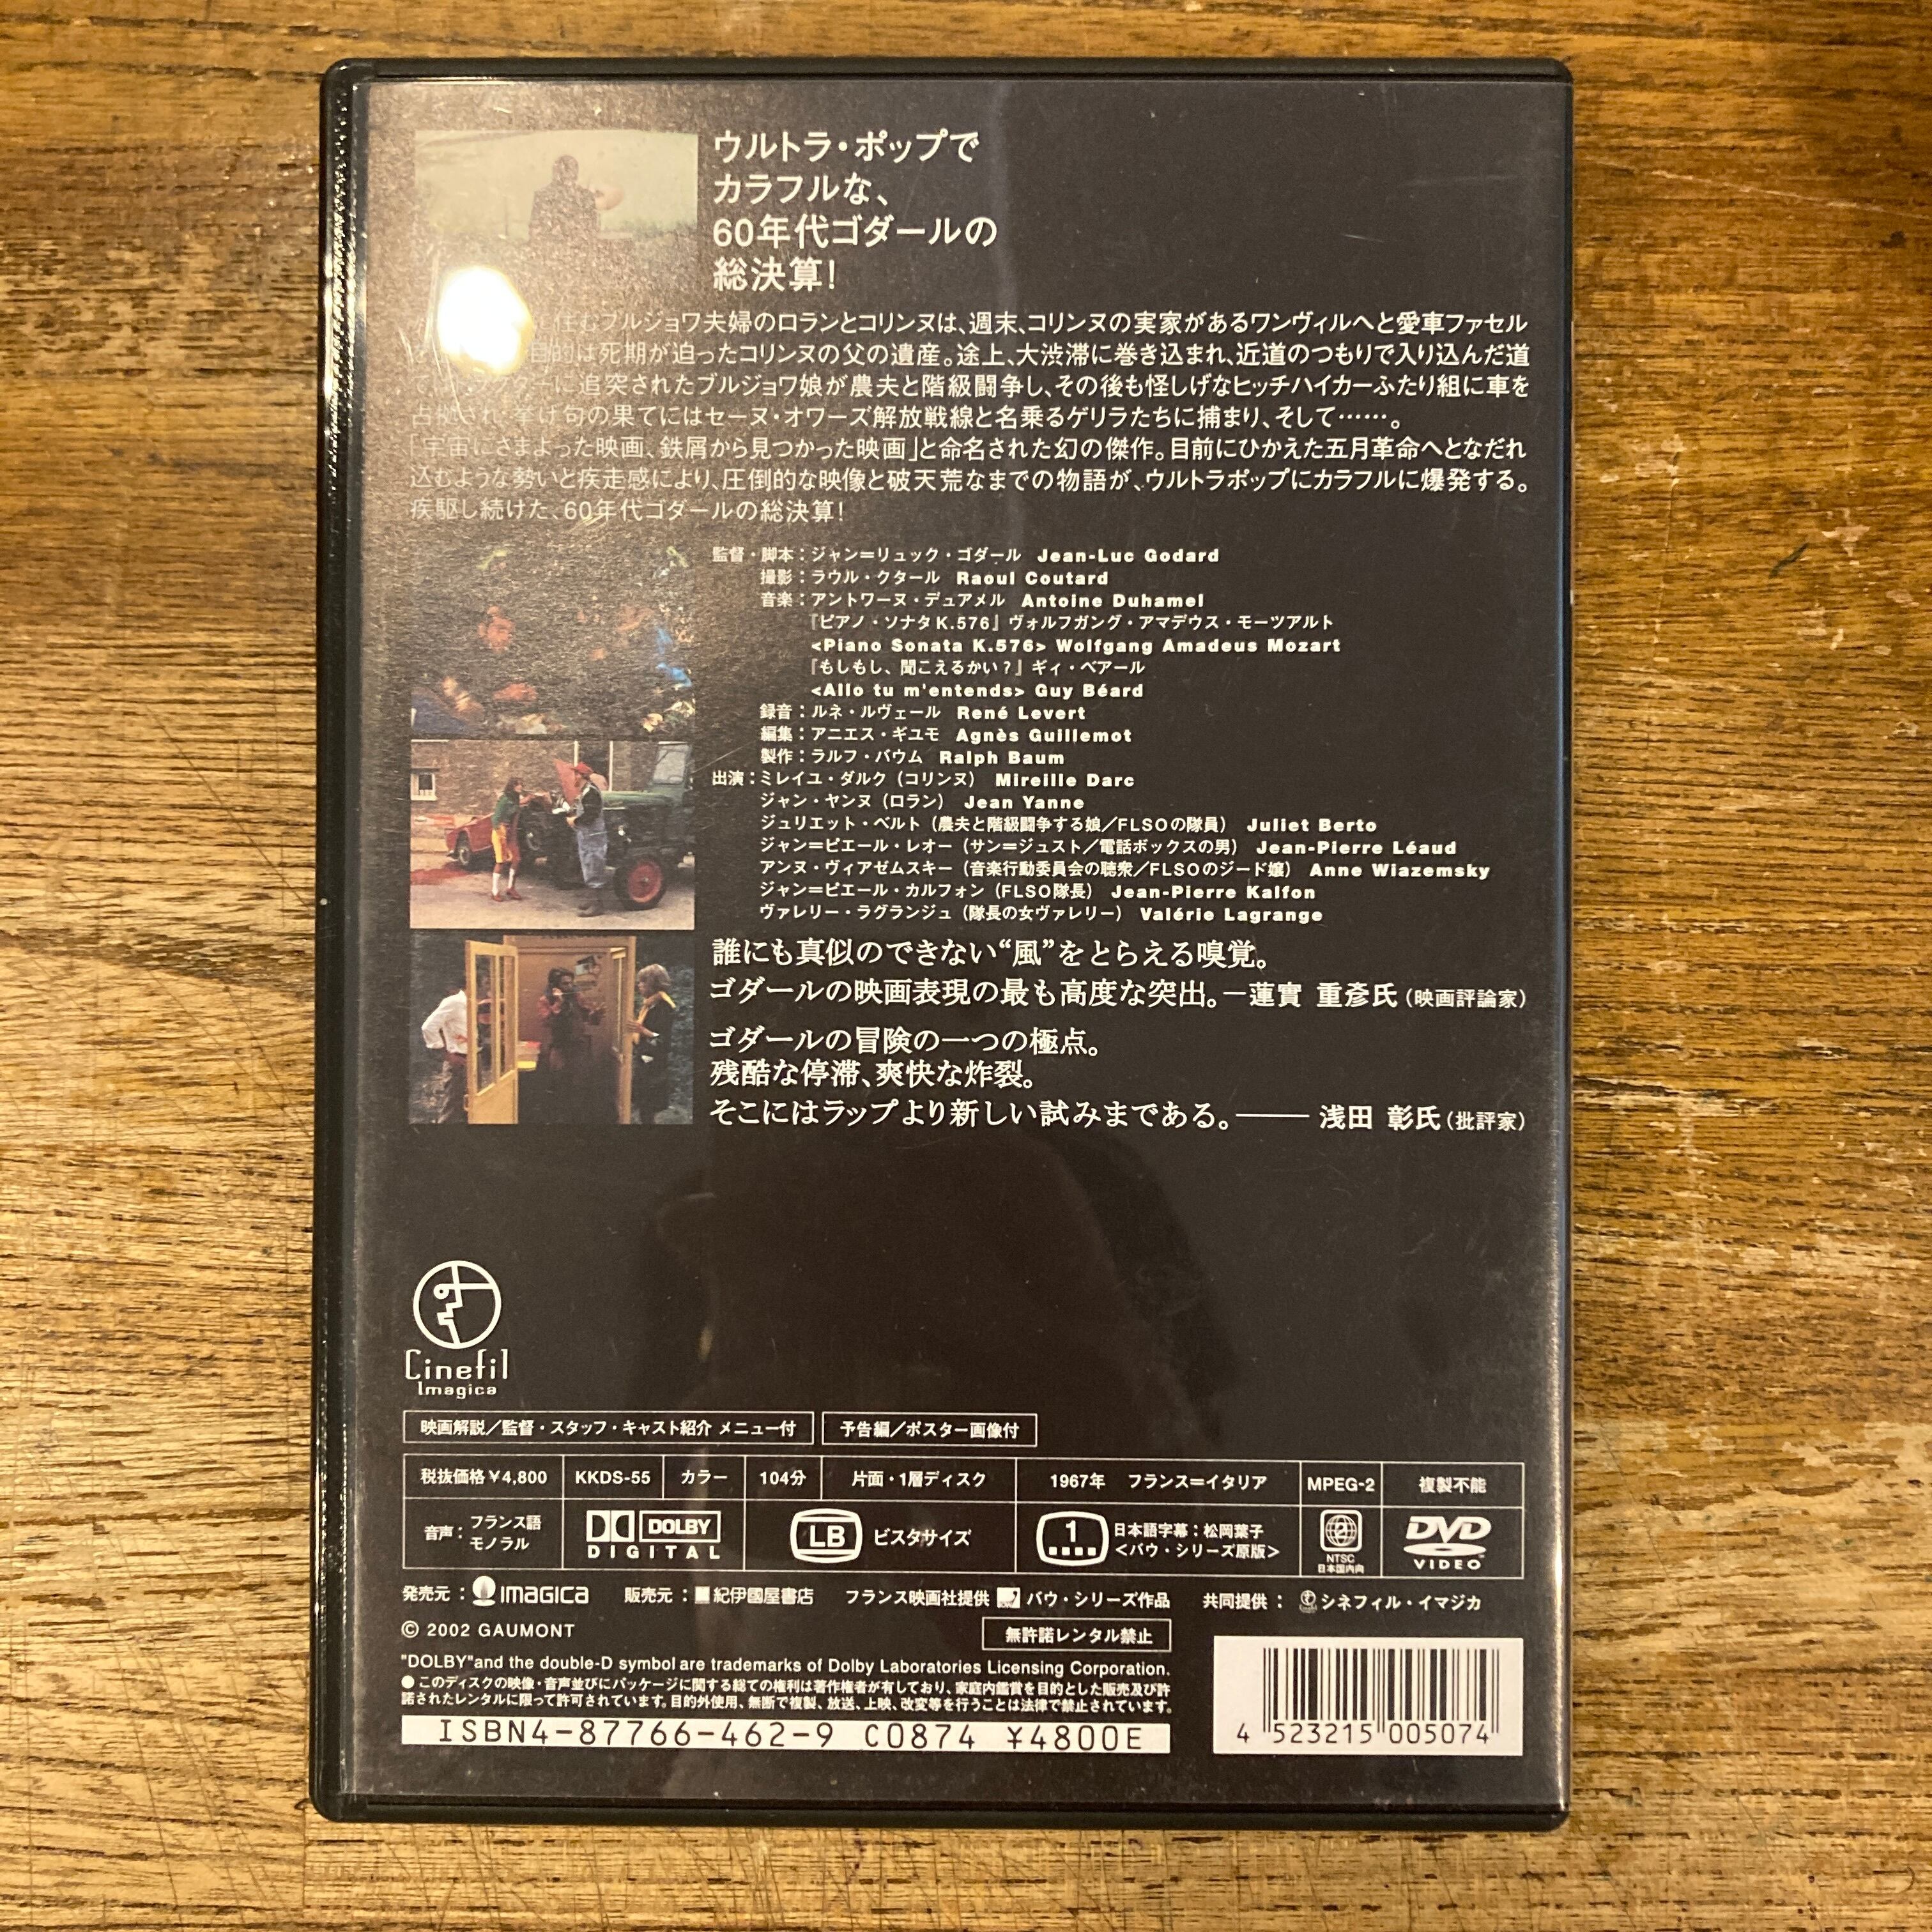 ウルトラ・ポップで
カラフルな、
60年代ゴダールの
総決算!
住むブルジョワ夫婦のロランとコリンヌは、週末、コリンヌの実家があるワンヴィルへと愛車ファセル
目的は死期が迫ったコリンヌの父の遺産。途上、大渋滞に巻き込まれ、近道のつもりで入り込んだ道
に追突されたブルジョワ娘が農夫と階級闘争し、その後も怪しげなヒッチハイカーふたり組に車を
占拠され、挙げ句の果てにはセーヌ・オワーズ解放戦線と名乗るゲリラたちに捕まり、そして……。
「宇宙にさまよった映画、鉄屑から見つかった映画」と命名された幻の傑作。目前にひかえた五月革命へとなだれ
込むような勢いと疾走感により、圧倒的な映像と破天荒なまでの物語が、ウルトラポップにカラフルに爆発する。
疾駆し続けた、60年代ゴダールの総決算!
監督・脚本：ジャン＝リュック・ゴダール Jean-Luc Godard
撮影：ラウル・クタール Raoul Coutard
音楽：アントワーヌ・デュアメル Antoine Duhamel
『ピアノ・ソナタK.576』ヴォルフガング・アマデウス・モーツアルト
<Piano Sonata K.576> Wolfgang Amadeus Mozart
『もしもし、聞こえるかい？』ギィ・ベアール
<Allo tu m'entends> Guy Béard
録音：ルネ・ルヴェール René Levert
編集：アニエス・ギユモ Agnès Guillemot
製作：ラルフ・バウム Ralph Baum
出演：ミレイユ・ダルク（コリンヌ） Mireille Darc
ジャン・ヤンヌ（ロラン） Jean Yanne
ジュリエット・ベルト（農夫と階級闘争する娘／FLSOの隊員） Juliet Berto
ジャン＝ピエール・レオー（サン＝ジュスト／電話ボックスの男） Jean-Pierre Léaud
アンヌ・ヴィアゼムスキー（音楽行動委員会の聴衆／FLSOのジード嬢） Anne Wiazemsky
ジャン＝ピエール・カルフォン（FLSO隊長） Jean-Pierre Kalfon
ヴァレリー・ラグランジュ（隊長の女ヴァレリー） Valérie Lagrange
誰にも真似のできない“風”をとらえる嗅覚。
ゴダールの映画表現の最も高度な突出。―蓮實 重彦氏（映画評論家）
ゴダールの冒険の一つの極点。
残酷な停滞、爽快な炸裂。
そこにはラップより新しい試みまである。―― 浅田 彰氏（批評家）
Cinefil
Imagica
映画解説／監督・スタッフ・キャスト紹介 メニュー付 予告編／ポスター画像付
税抜価格￥4,800 KKDS-55 カラー 104分 片面・1層ディスク 1967年 フランス＝イタリア MPEG-2 複製不能
音声：フランス語 モノラル DOLBY DIGITAL LB ビスタサイズ 1 日本語字幕：松岡葉子 <バウ・シリーズ原版> 2 NTSC 日本国内向 DVD VIDEO
発売元：IMAGICA 販売元：紀伊國屋書店 フランス映画社提供 バウ・シリーズ作品 共同提供：シネフィル・イマジカ
© 2002 GAUMONT 無許諾レンタル禁止
"DOLBY"and the double-D symbol are trademarks of Dolby Laboratories Licensing Corporation.
●このディスクの映像・音声並びにパッケージに関する総ての権利は著作権者が有しており、家庭内鑑賞を目的とした販売及び許
諾されたレンタルに限って許可されています。目的外使用、無断で複製、放送、上映、改変等を行うことは法律で禁止されています。
ISBN4-87766-462-9 C0874 ¥4800E
4 523215 005074